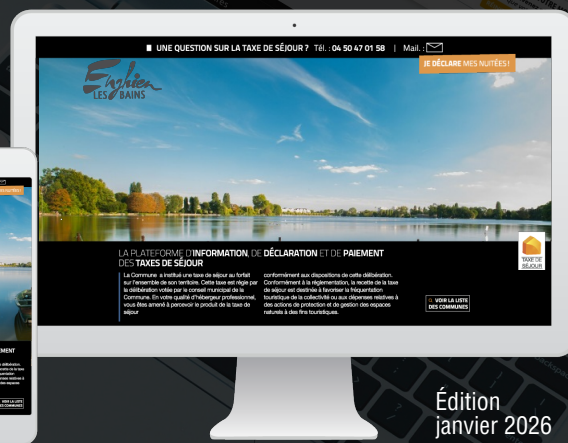 UNE QUESTION SUR LA TAXE DE SÉJOUR ? Tél. : 04 50 47 01 58 | Mail. :
JE DÉCLARE MES NUITÉES !
Enghien
LES BAINS
LA PLATEFORME D'INFORMATION, DE DÉCLARATION ET DE PAIEMENT
DES TAXES DE SÉJOUR
La Commune a institué une taxe de séjour au forfait
sur l'ensemble de son territoire. Cette taxe est régie par
la délibération votée par le conseil municipal de la
Commune. En votre qualité d'hébergeur professionnel,
vous êtes amené à percevoir le produit de la taxe de
séjour
conformément aux dispositions de cette délibération.
Conformément à la réglementation, la recette de la taxe
de séjour est destinée à favoriser la fréquentation
touristique de la collectivité ou aux dépenses relatives à
des actions de protection et de gestion des espaces
naturels à des fins touristiques.
TAXE DE
SÉJOUR
VOIR LA LISTE
DES COMMUNES
EMENT
VOIR LA LISTE
DES COMMUNES
Édition
janvier 2026